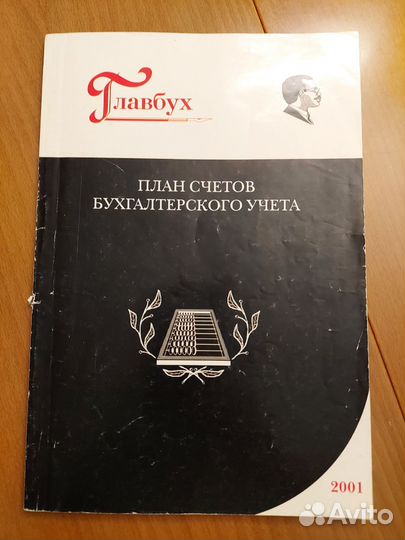 Главбух
ПЛАН СЧЕТОВ
БУХГАЛТЕРСКОГО УЧЕТА
2001
Avito